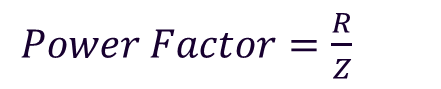 Power Factor = R/Z